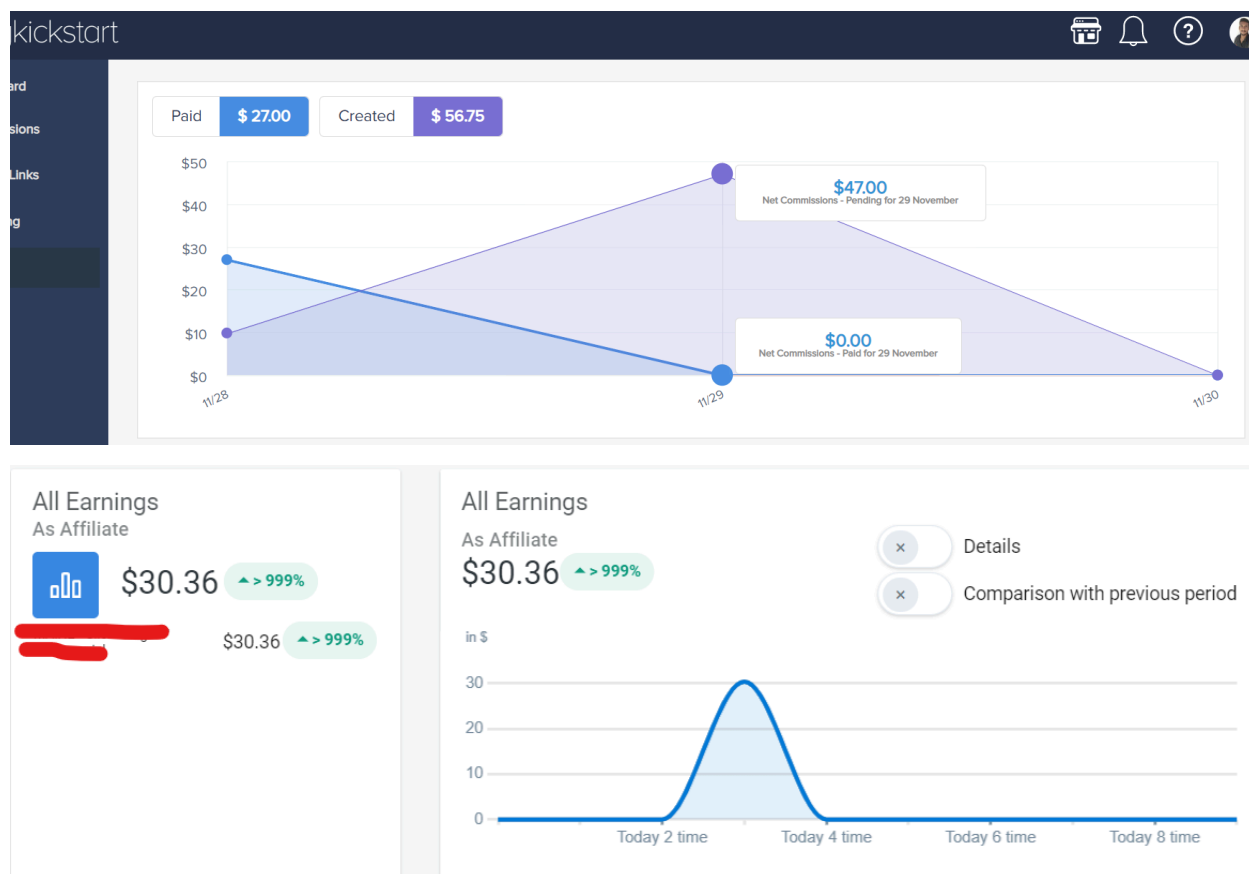 kickstart
ard
sions
Links
Paid $ 27.00 Created $ 56.75
$50
$40
$30
$20
$10
$0
$47.00
Net Commissions - Pending for 29 November
$0.00
Net Commissions - Paid for 29 November
11/28 11/29 11/30
All Earnings
As Affiliate
$30.36 > 999%
$30.36 > 999%
All Earnings
As Affiliate
$30.36 > 999%
Details
Comparison with previous period
in $
30
20
10
0
Today 2 time Today 4 time Today 6 time Today 8 time